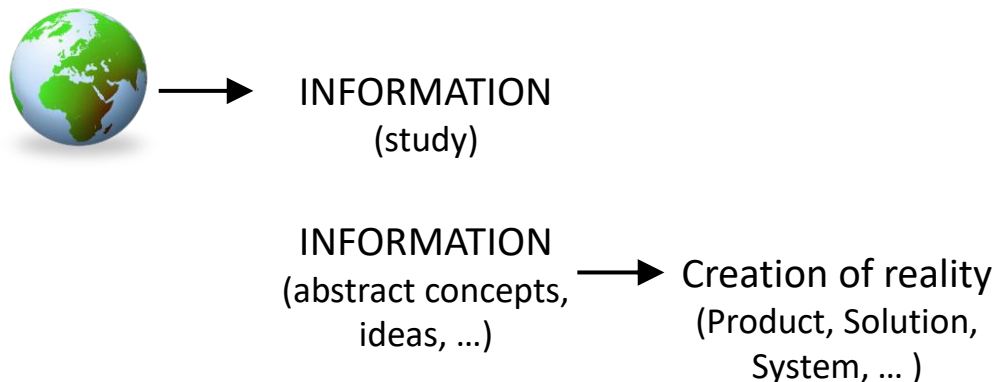 INFORMATION
(study)
INFORMATION
(abstract concepts,
ideas, …)
Creation of reality
(Product, Solution,
System, … )